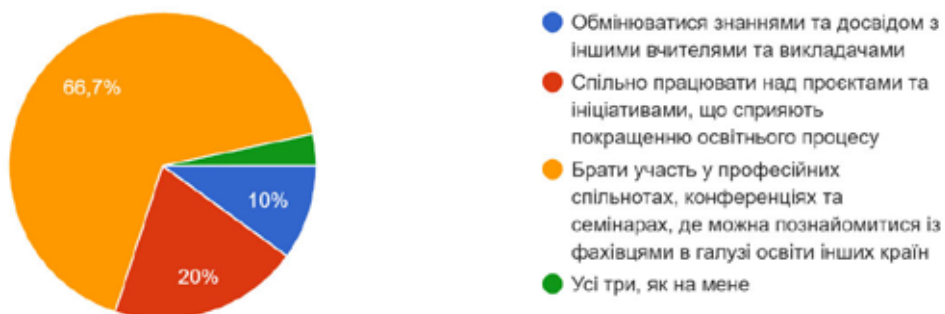 66,7%
10%
20%
Обмінюватися знаннями та досвідом з
іншими вчителями та викладачами
Спільно працювати над проєктами та
ініціативами, що сприяють
покращенню освітнього процесу
Брати участь у професійних
спільнотах, конференціях та
семінарах, де можна познайомитися із
фахівцями в галузі освіти інших країн
Усі три, як на мене